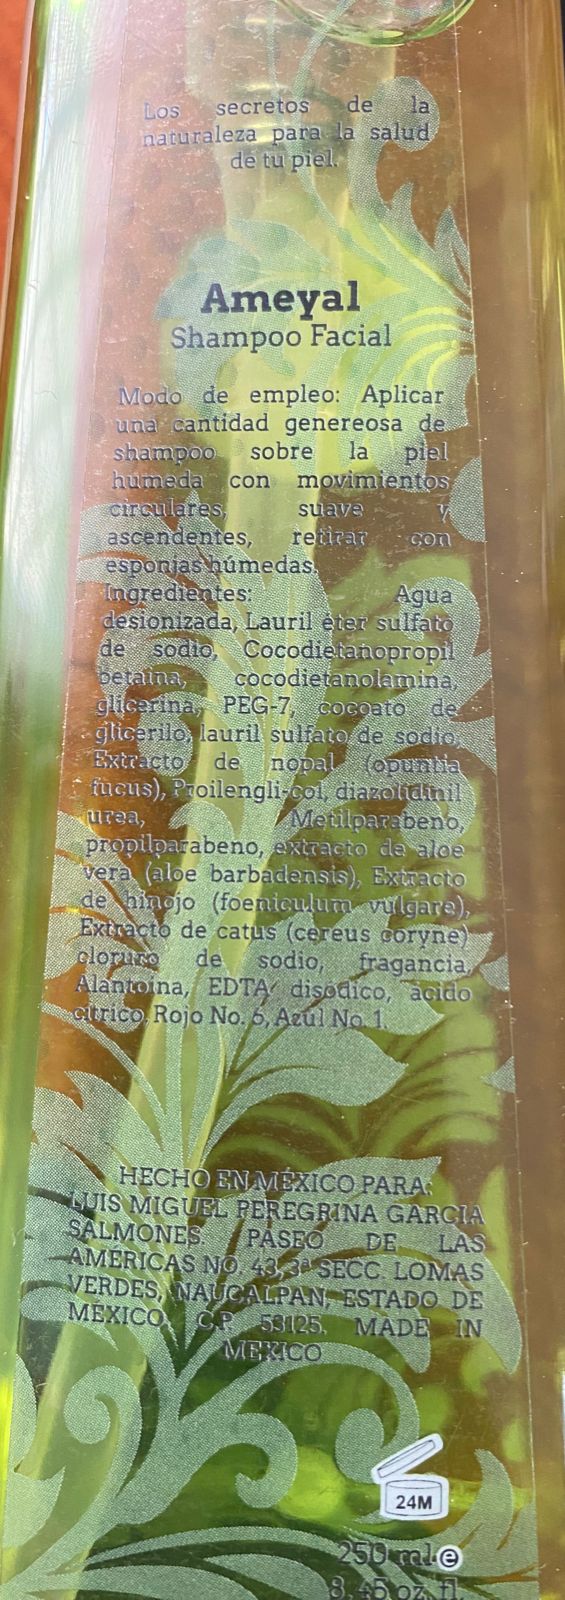 Los secretos de la
naturaleza para la salud
de tu piel.
Ameyal
Shampoo Facial
Modo de empleo: Aplicar
una cantidad genereosa de
shampoo sobre la piel
humeda con movimientos
circulares, suave y
ascendentes, retirar con
esponjas húmedas.
Ingredientes: Agua
desionizada, Lauril éter sulfato
de sodio, Cocodietanopropil
betaina, cocodietanolamina,
glicerina, PEG-7, cocoato de
glicerilo, lauril sulfato de sodio,
Extracto de nopal (opuntia
fucus), Proilengli-col, diazolidinil
urea, Metilparabeno,
propilparabeno, extracto de aloe
vera (aloe barbadensis), Extracto
de hinojo (foeniculum vulgare),
Extracto de catus (cereus coryne)
cloruro de sodio, fragancia,
Alantoina, EDTA disódico, ácido
cítrico, Rojo No. 6, Azul No. 1.
HECHO EN MÉXICO PARA:
LUIS MIGUEL PEREGRINA GARCIA
SALMONES. PASEO DE LAS
AMÉRICAS NO. 43, 3ª SECC. LOMAS
VERDES, NAUCALPAN, ESTADO DE
MÉXICO, C.P. 53125. MADE IN
MEXICO
24M
250 ml e
8.45 oz. fl.